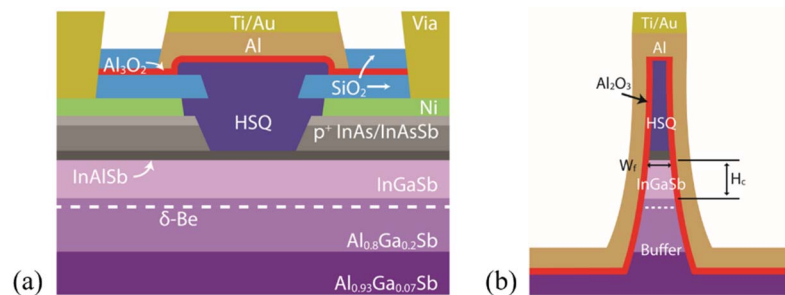 Ti/Au
Via
Al
Al₃O₂
SiO₂
HSQ
Ni
p⁺ InAs/InAsSb
InAlSb
InGaSb
δ-Be
Al₀.₈Ga₀.₂Sb
Al₀.₉₃Ga₀.₀₇Sb
(a)
Ti/Au
Al
Al₂O₃
HSQ
W_f
InGaSb
H_c
Buffer
(b)